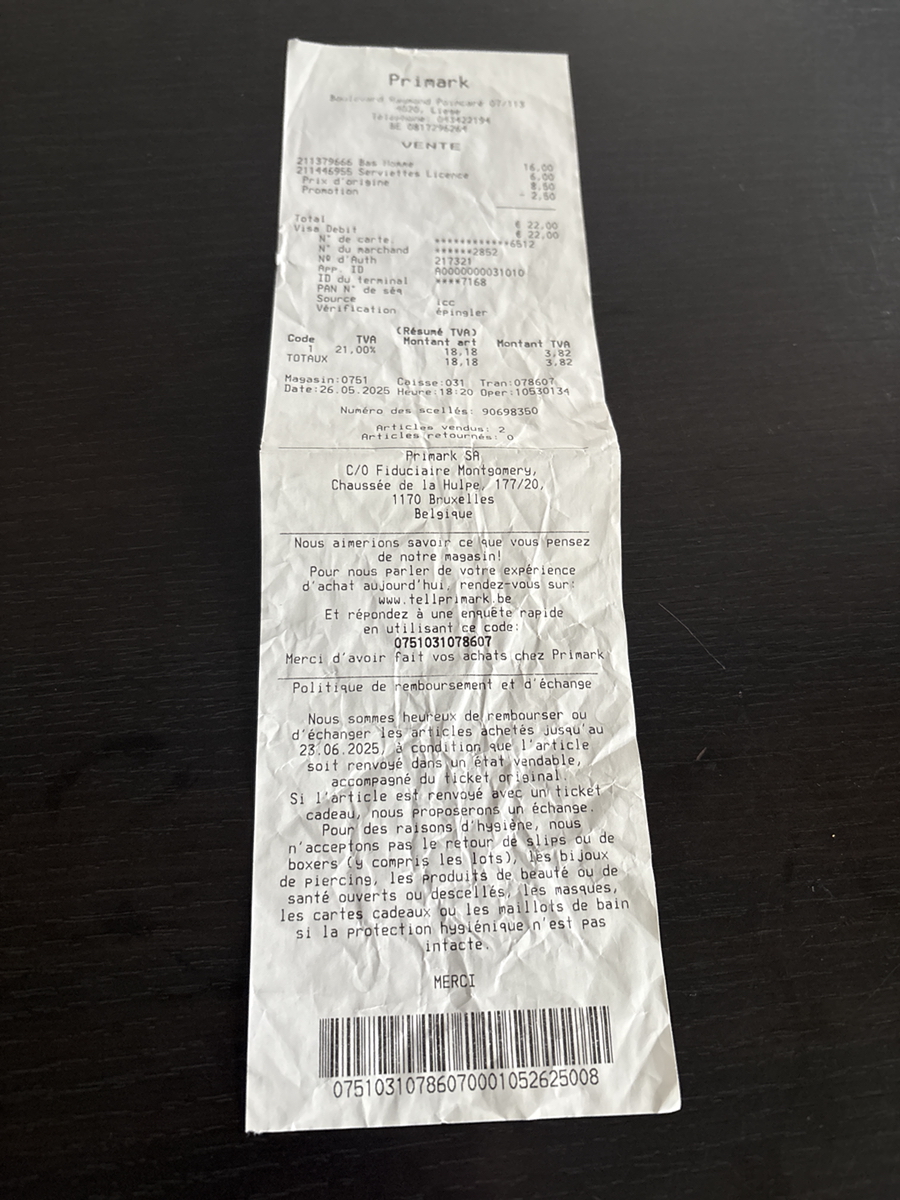 Primark
Boulevard Raymond Poincaré 07/113
4020, Liege
Téléphone: 043422194
BE 0817296264
VENTE
211379666 Bas Homme 16,00
211446955 Serviettes Licence 6,00
Prix d'origine 8,50
Promotion - 2,50
Total € 22,00
Visa Debit € 22,00
N° de carte ************6512
N° du marchand ******2852
Nº d'Auth 217321
App. ID A0000000031010
ID du terminal ****7168
PAN N° de séq
Source icc
Vérification épingler
(Résumé TVA)
Code TVA Montant art Montant TVA
1 21,00% 18,18 3,82
TOTAUX 18,18 3,82
Magasin:0751 Caisse:031 Tran:078607
Date:26.05.2025 Heure:18:20 Oper:10530134
Numéro des scellés: 90698350
Articles vendus: 2
Articles retournés: 0
Primark SA
C/O Fiduciaire Montgomery,
Chaussée de la Hulpe, 177/20,
1170 Bruxelles
Belgique
Nous aimerions savoir ce que vous pensez
de notre magasin!
Pour nous parler de votre expérience
d'achat aujourd'hui, rendez-vous sur:
www.tellprimark.be
Et répondez à une enquête rapide
en utilisant ce code:
0751031078607
Merci d'avoir fait vos achats chez Primark
Politique de remboursement et d'échange
Nous sommes heureux de rembourser ou
d'échanger les articles achetés jusqu'au
23.06.2025, à condition que l'article
soit renvoyé dans un état vendable,
accompagné du ticket original.
Si l'article est renvoyé avec un ticket
cadeau, nous proposerons un échange.
Pour des raisons d'hygiène, nous
n'acceptons pas le retour de slips ou de
boxers (y compris les lots), les bijoux
de piercing, les produits de beauté ou de
santé ouverts ou descellés, les masques,
les cartes cadeaux ou les maillots de bain
si la protection hygiénique n'est pas
intacte.
MERCI
07510310786070001052625008